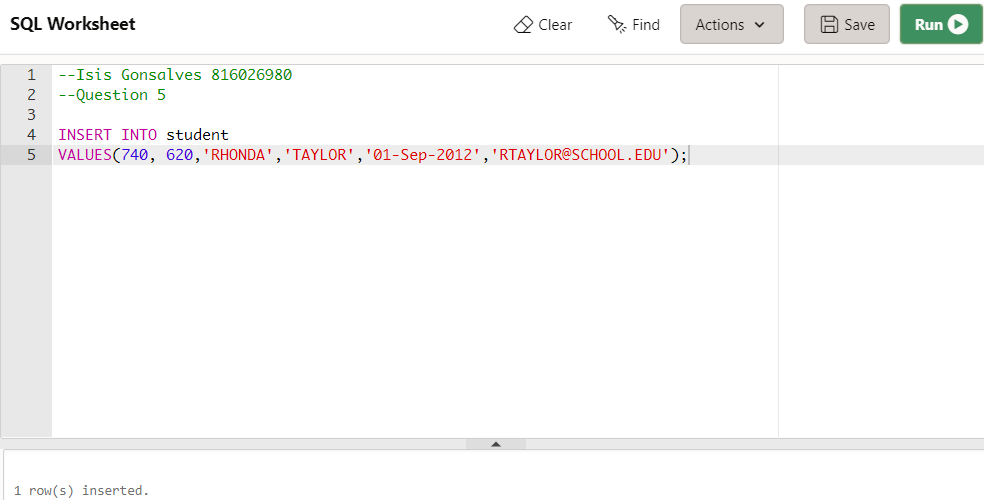 SQL Worksheet Clear Find Actions Save Run
1 --Isis Gonsalves 816026980
2 --Question 5
3
4 INSERT INTO student
5 VALUES(740, 620,'RHONDA','TAYLOR','01-Sep-2012','RTAYLOR@SCHOOL.EDU');
1 row(s) inserted.